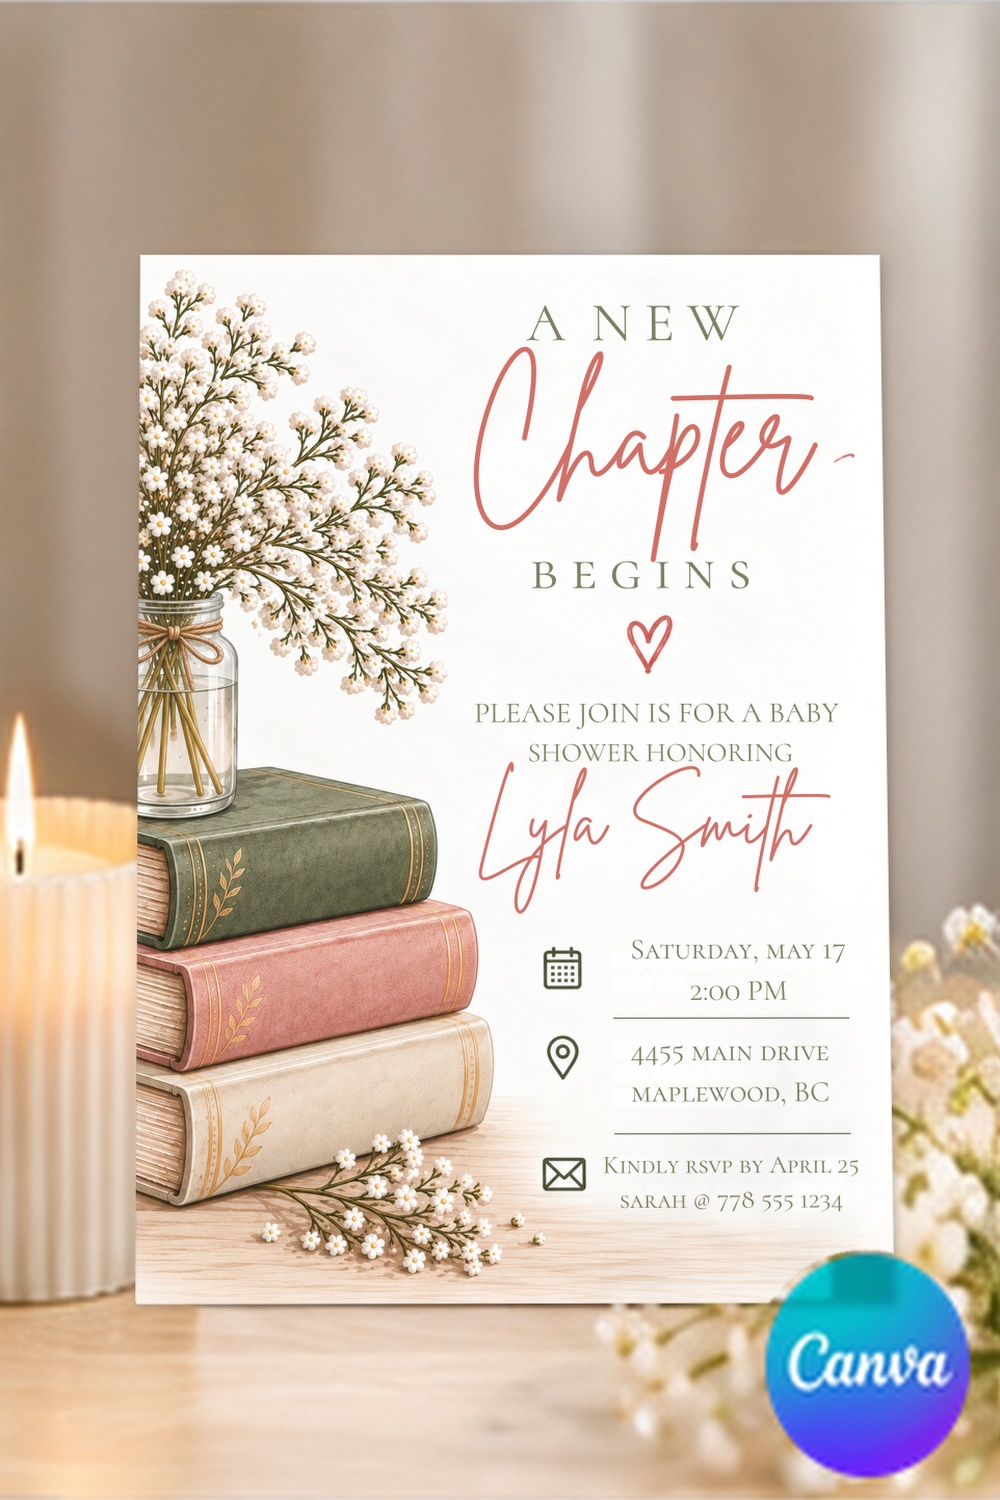 A NEW
Chapter
BEGINS
PLEASE JOIN IS FOR A BABY
SHOWER HONORING
Lyla Smith
SATURDAY, MAY 17
2:00 PM
4455 MAIN DRIVE
MAPLEWOOD, BC
KINDLY RSVP BY APRIL 25
SARAH @ 778 555 1234
Canva